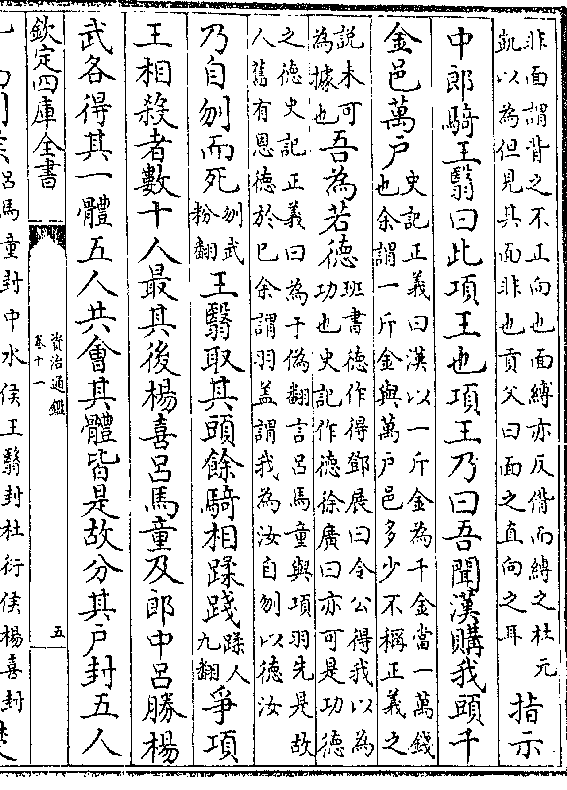 非面謂背之不正向也面縛亦反偝而縛之杜元
凱以為但見其面非也貢父曰面之直向之耳
指示
中郎騎王翳曰此項王也項王乃曰吾聞漢購我頭千
金邑萬户
史記正義曰漢以一斤金為千金當一萬錢
也余謂一斤金與萬户邑多少不稱正義之
說未可
為據也
吾為若德
班書德作得鄧展曰令公得我以為
功也史記作德徐廣曰亦可是功德
之德史記正義曰為于偽翻言呂馬童與項羽先是故
人舊有恩德於已余謂羽盖謂我為汝自刎以德汝
乃自刎而死
刎武
粉翻
王翳取其頭餘騎相蹂踐
蹂人
九翻
爭項
王相殺者數十人最其後楊喜呂馬童及郎中呂勝楊
武各得其一體五人共會其體皆是故分其户封五人
欽定四庫全書
資治通鑑
卷十一
五
呂馬童封中水侯王翳封杜衍侯楊喜封